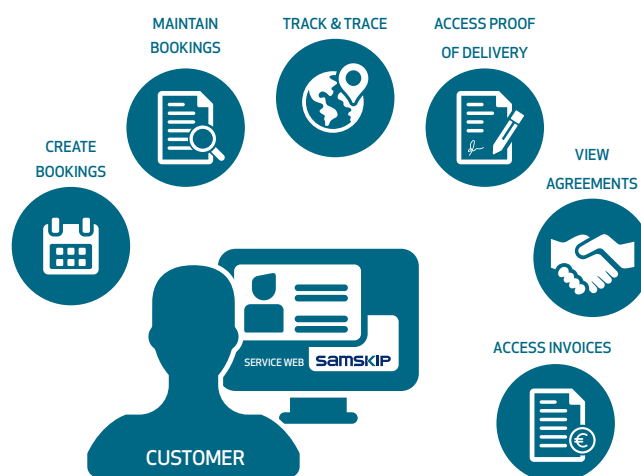 MAINTAIN
BOOKINGS
TRACK & TRACE
ACCESS PROOF
OF DELIVERY
CREATE
BOOKINGS
VIEW
AGREEMENTS
SERVICE WEB
samskip
ACCESS INVOICES
€
CUSTOMER